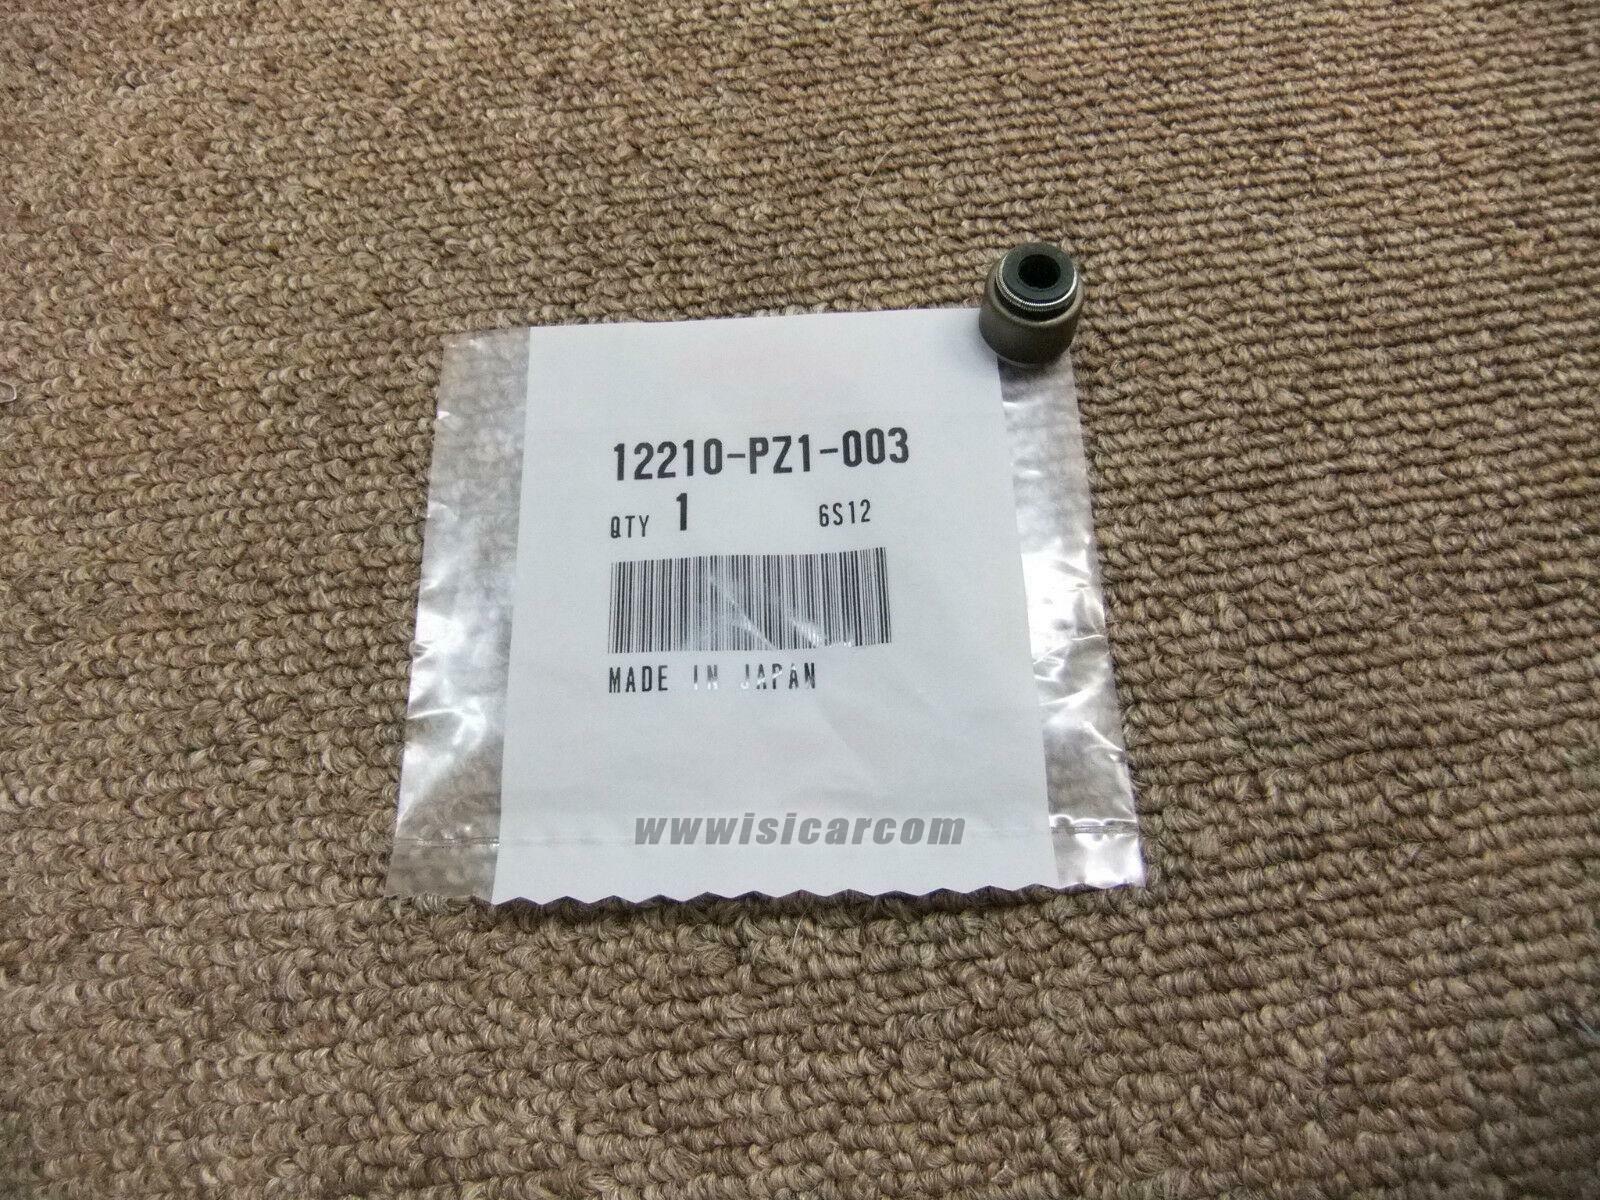 12210-PZ1-003
QTY 1 6S12
MADE IN JAPAN
wwwisicarcom